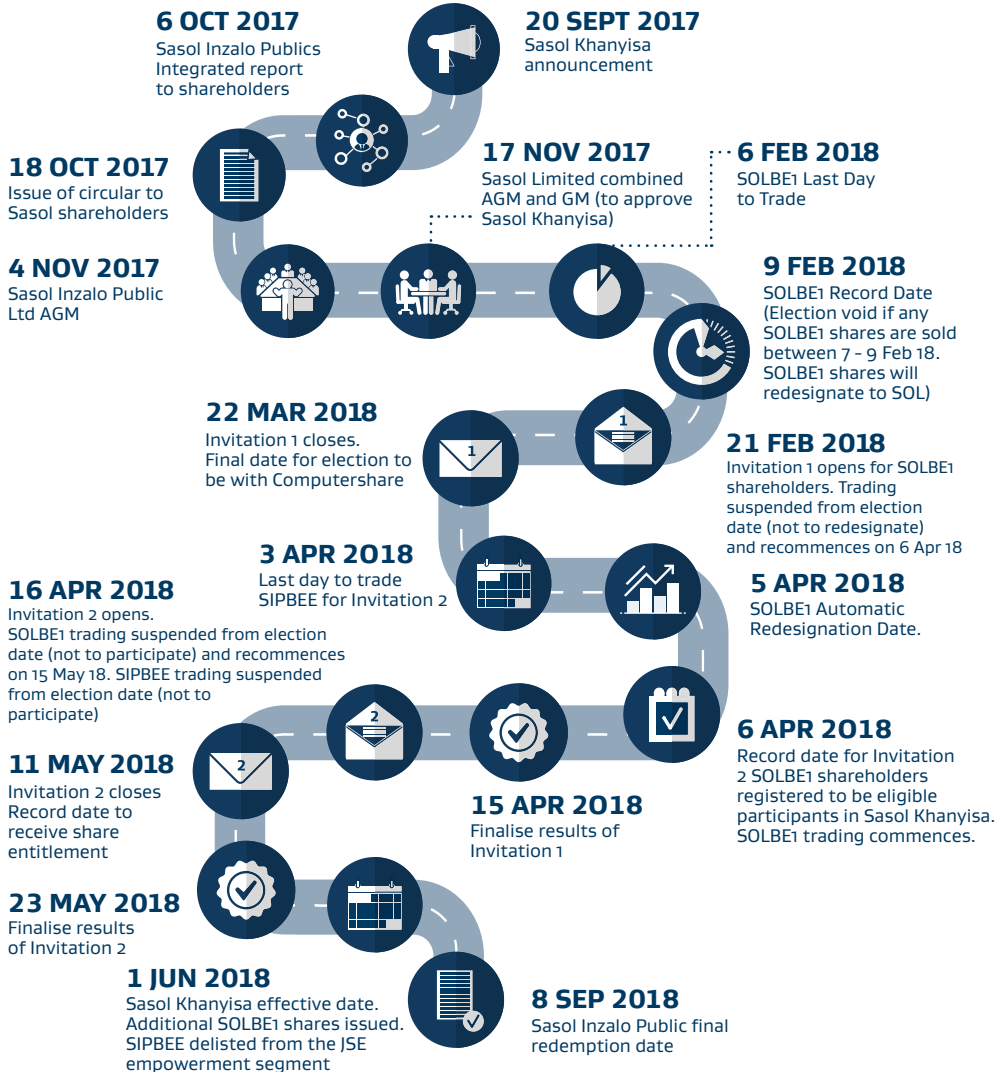 20 SEPT 2017
Sasol Khanyisa
announcement
6 OCT 2017
Sasol Inzalo Publics
Integrated report
to shareholders
18 OCT 2017
Issue of circular to
Sasol shareholders
4 NOV 2017
Sasol Inzalo Public
Ltd AGM
17 NOV 2017
Sasol Limited combined
AGM and GM (to approve
Sasol Khanyisa)
6 FEB 2018
SOLBE1 Last Day
to Trade
9 FEB 2018
SOLBE1 Record Date
(Election void if any
SOLBE1 shares are sold
between 7 - 9 Feb 18.
SOLBE1 shares will
redesignate to SOL)
1
21 FEB 2018
Invitation 1 opens for SOLBE1
shareholders. Trading
suspended from election
date (not to redesignate)
and recommences on 6 Apr 18
1
22 MAR 2018
Invitation 1 closes.
Final date for election to
be with Computershare
3 APR 2018
Last day to trade
SIPBEE for Invitation 2
5 APR 2018
SOLBE1 Automatic
Redesignation Date.
6 APR 2018
Record date for Invitation
2 SOLBE1 shareholders
registered to be eligible
participants in Sasol Khanyisa.
SOLBE1 trading commences.
15 APR 2018
Finalise results of
Invitation 1
2
16 APR 2018
Invitation 2 opens.
SOLBE1 trading suspended from election
date (not to participate) and recommences
on 15 May 18. SIPBEE trading suspended
from election date (not to
participate)
2
11 MAY 2018
Invitation 2 closes
Record date to
receive share
entitlement
23 MAY 2018
Finalise results
of Invitation 2
1 JUN 2018
Sasol Khanyisa effective date.
Additional SOLBE1 shares issued.
SIPBEE delisted from the JSE
empowerment segment
8 SEP 2018
Sasol Inzalo Public final
redemption date